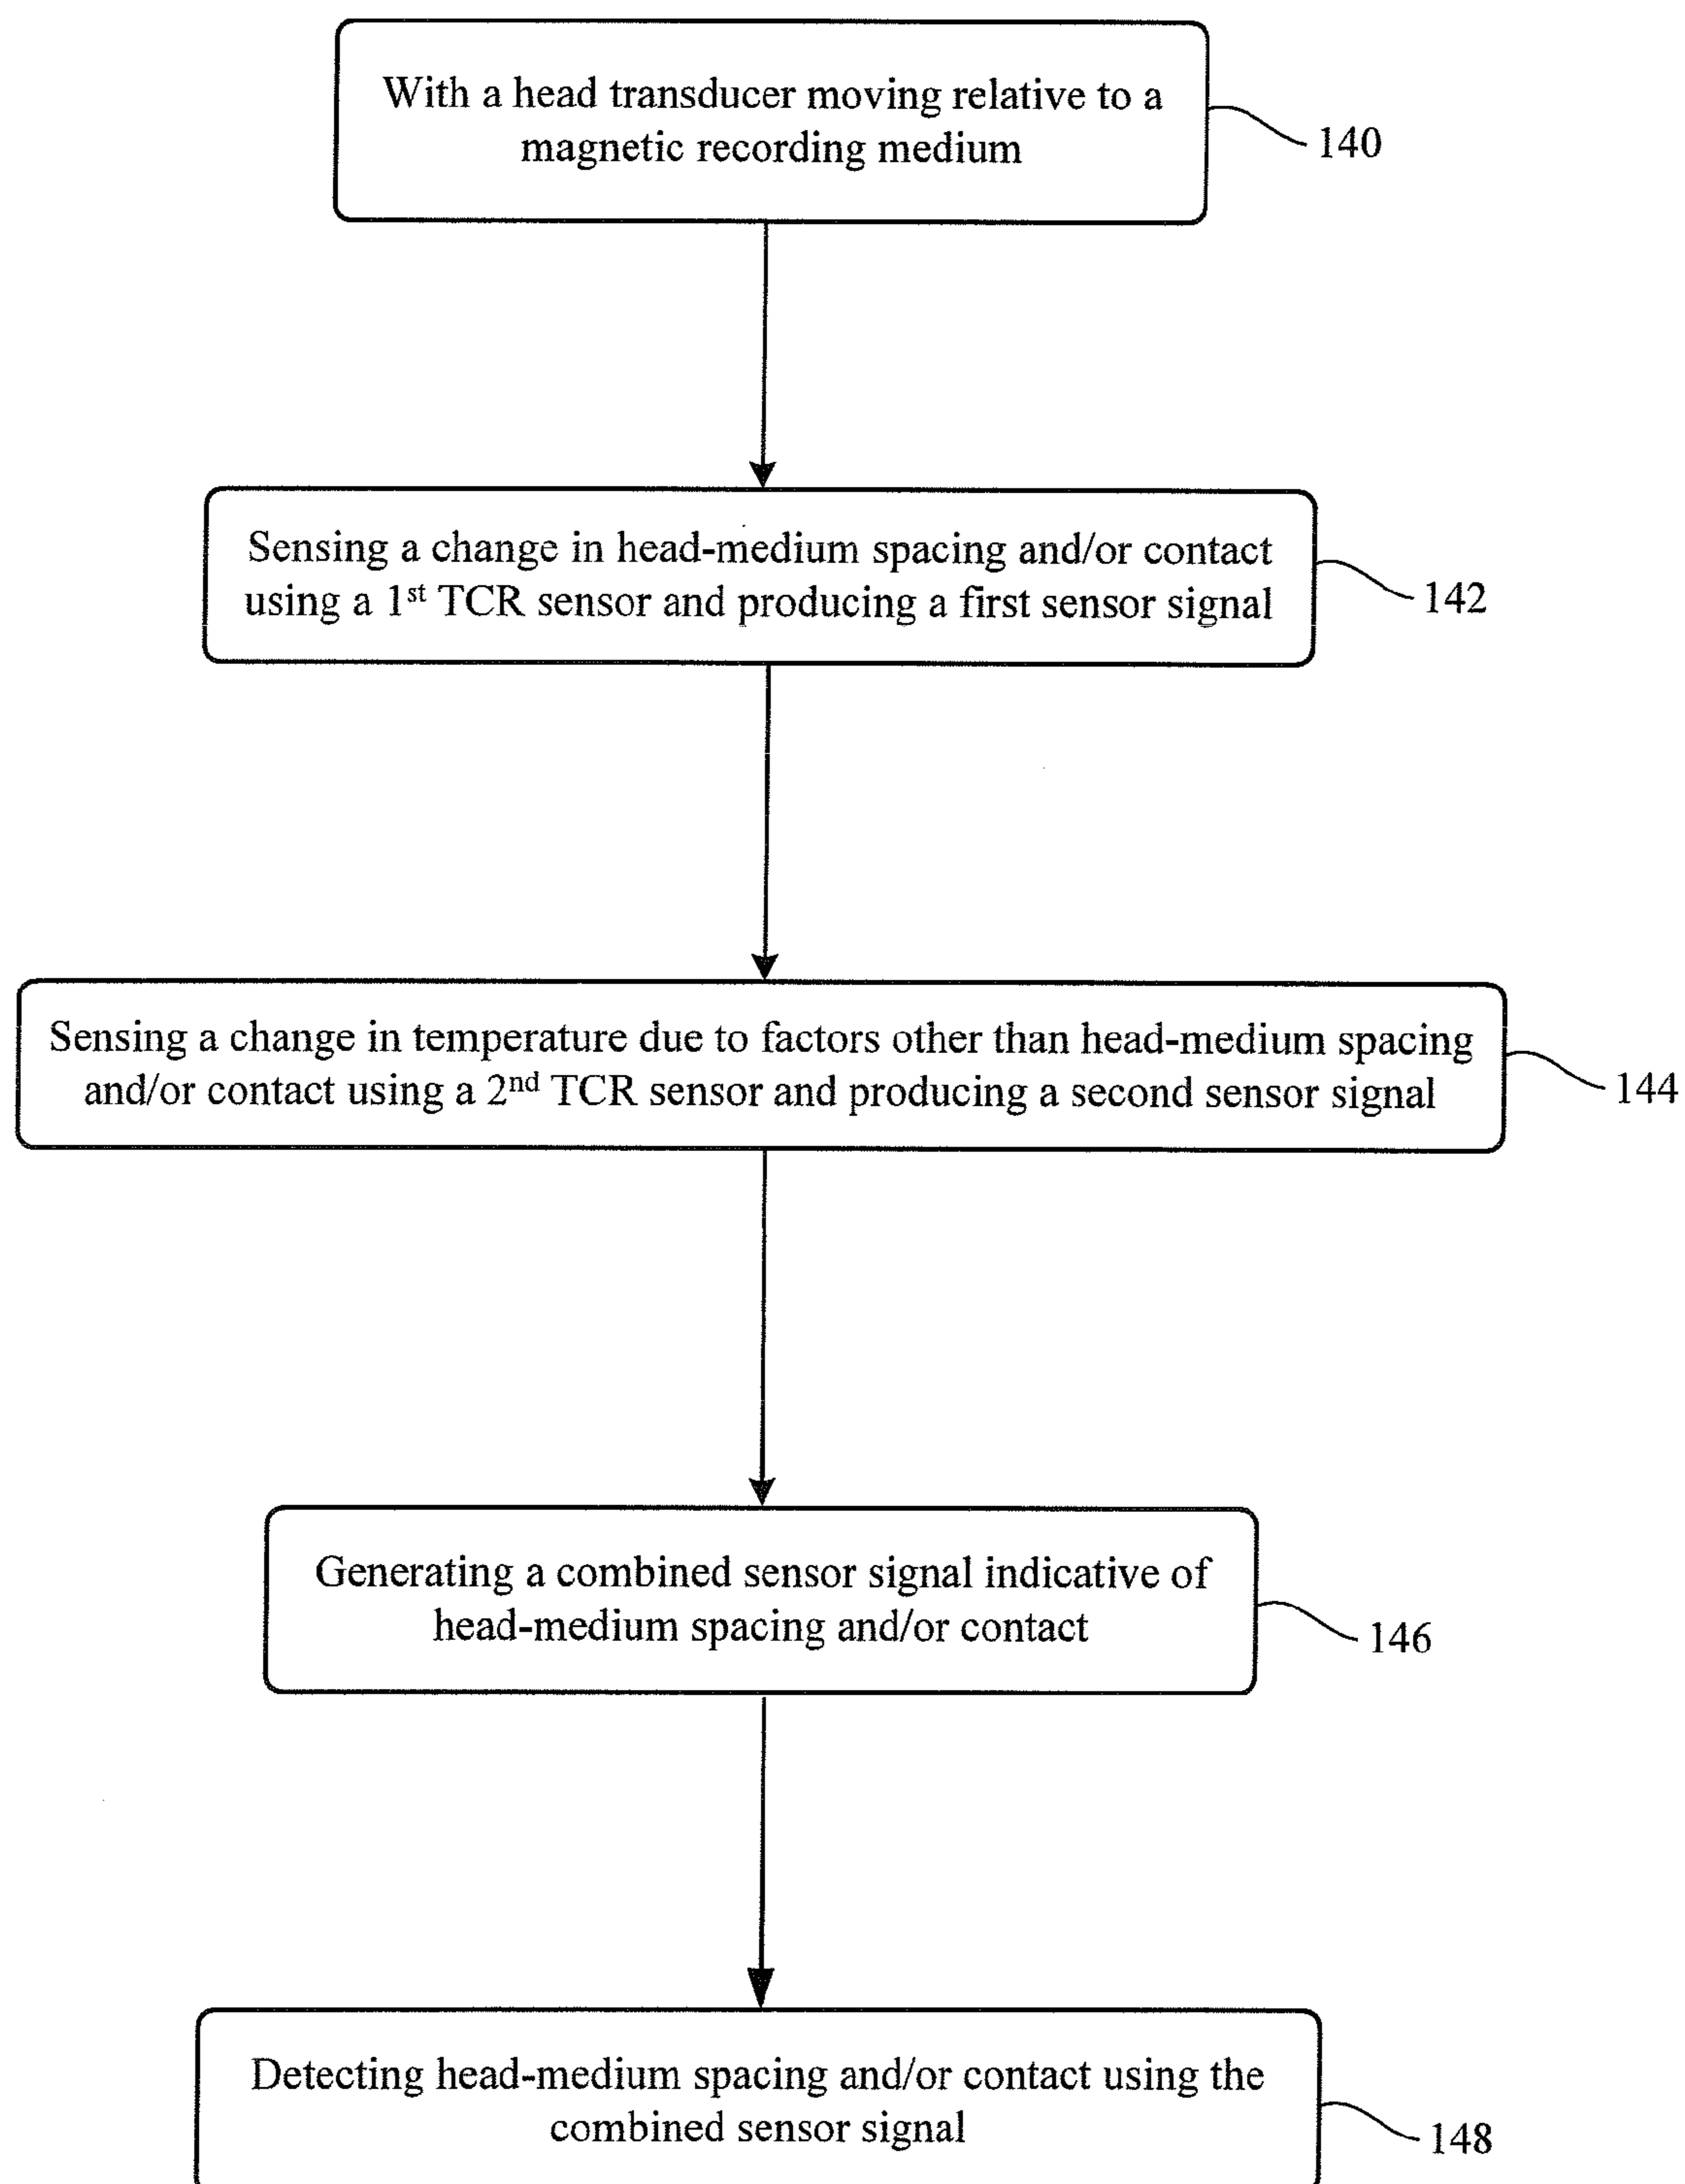 With a head transducer moving relative to a
magnetic recording medium
140
Sensing a change in head-medium spacing and/or contact
using a 1st TCR sensor and producing a first sensor signal
142
Sensing a change in temperature due to factors other than head-medium spacing
and/or contact using a 2nd TCR sensor and producing a second sensor signal
144
Generating a combined sensor signal indicative of
head-medium spacing and/or contact
146
Detecting head-medium spacing and/or contact using the
combined sensor signal
148